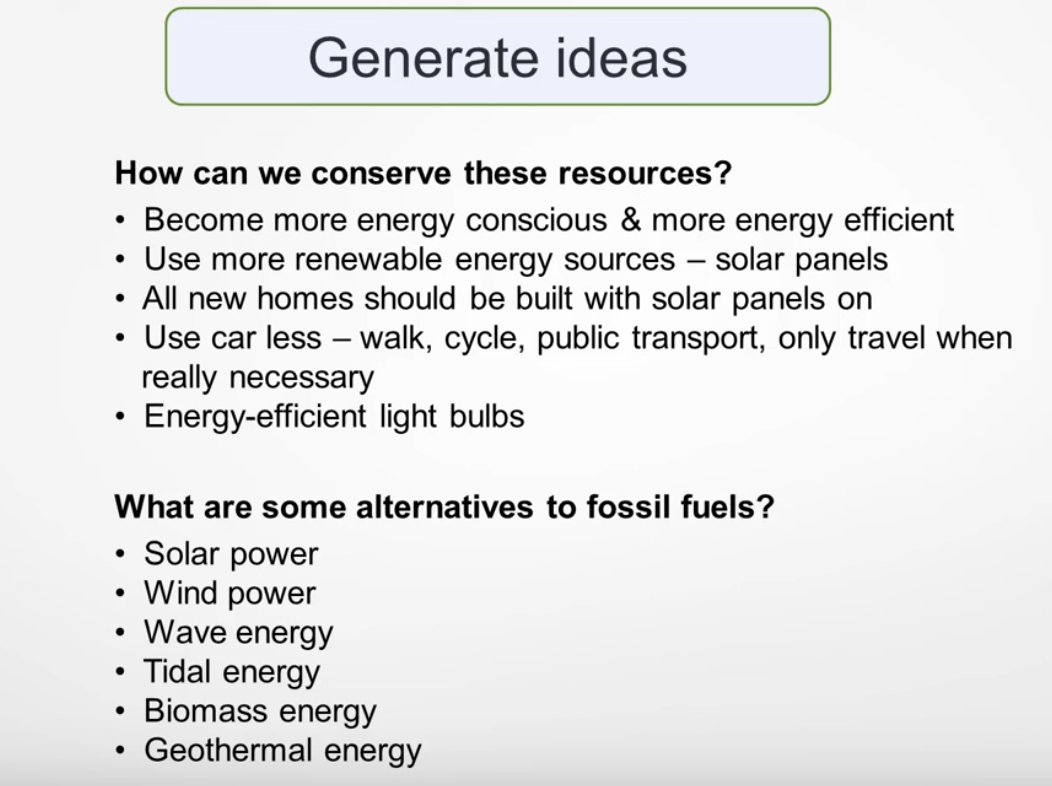 Generate ideas
How can we conserve these resources?
• Become more energy conscious & more energy efficient
• Use more renewable energy sources – solar panels
• All new homes should be built with solar panels on
• Use car less – walk, cycle, public transport, only travel when
really necessary
• Energy-efficient light bulbs
What are some alternatives to fossil fuels?
• Solar power
• Wind power
• Wave energy
• Tidal energy
• Biomass energy
• Geothermal energy